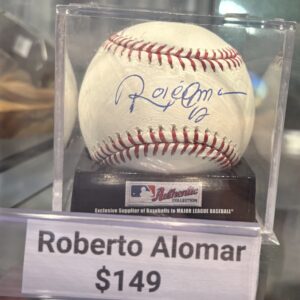 Authentic
COLLECTION
Exclusive Supplier of Baseballs to MAJOR LEAGUE BASEBALL
Roberto Alomar
$149